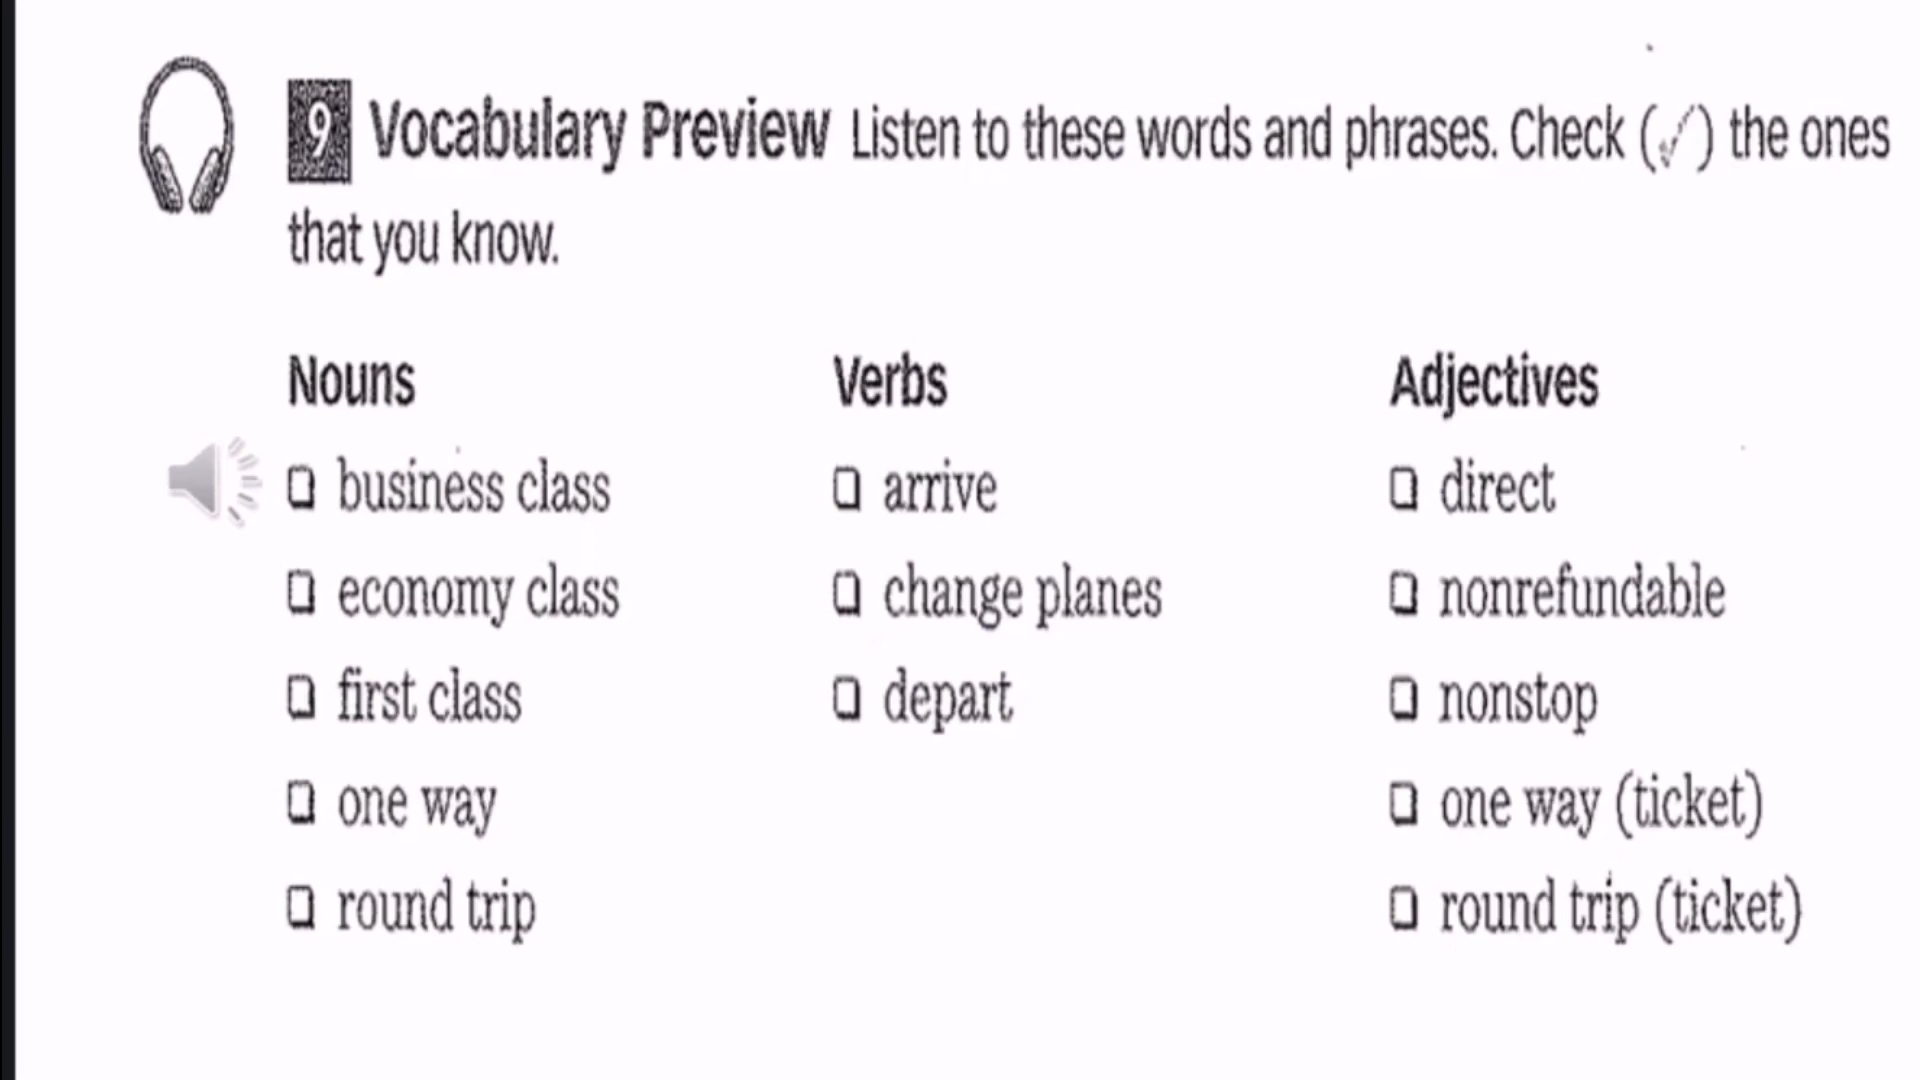 9 Vocabulary Preview Listen to these words and phrases. Check (✓) the ones
that you know.
Nouns
business class
economy class
first class
one way
round trip
Verbs
arrive
change planes
depart
Adjectives
direct
nonrefundable
nonstop
one way (ticket)
round trip (ticket)